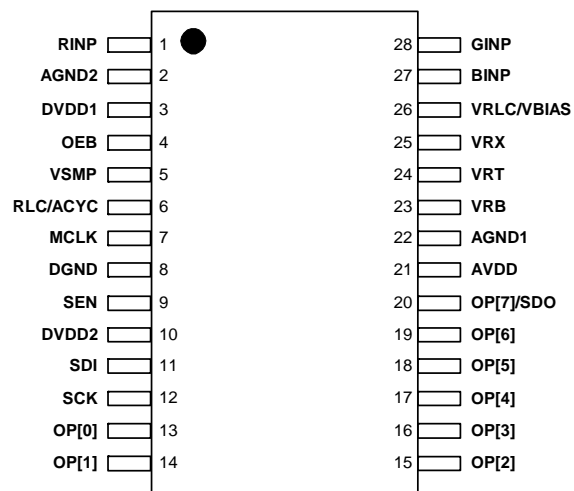 RINP 1 28 GINP
AGND2 2 27 BINP
DVDD1 3 26 VRLC/VBIAS
OEB 4 25 VRX
VSMP 5 24 VRT
RLC/ACYC 6 23 VRB
MCLK 7 22 AGND1
DGND 8 21 AVDD
SEN 9 20 OP[7]/SDO
DVDD2 10 19 OP[6]
SDI 11 18 OP[5]
SCK 12 17 OP[4]
OP[0] 13 16 OP[3]
OP[1] 14 15 OP[2]